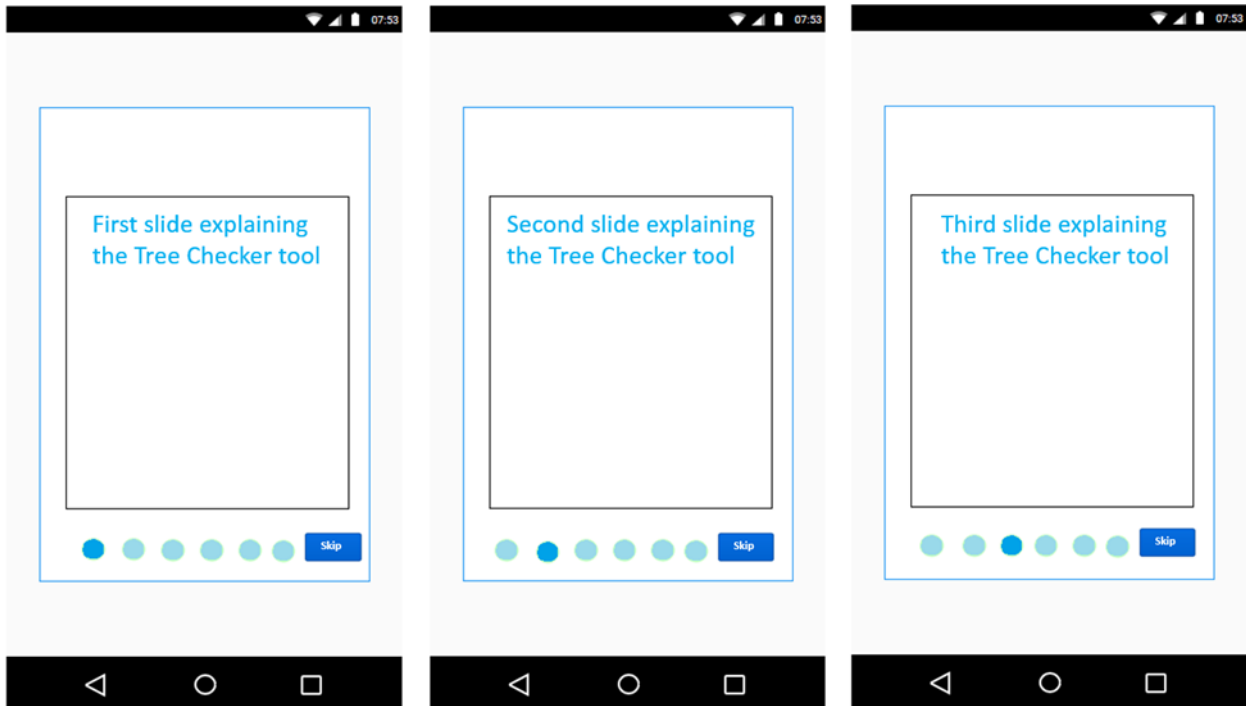 07:53
First slide explaining
the Tree Checker tool
Skip
07:53
Second slide explaining
the Tree Checker tool
Skip
07:53
Third slide explaining
the Tree Checker tool
Skip